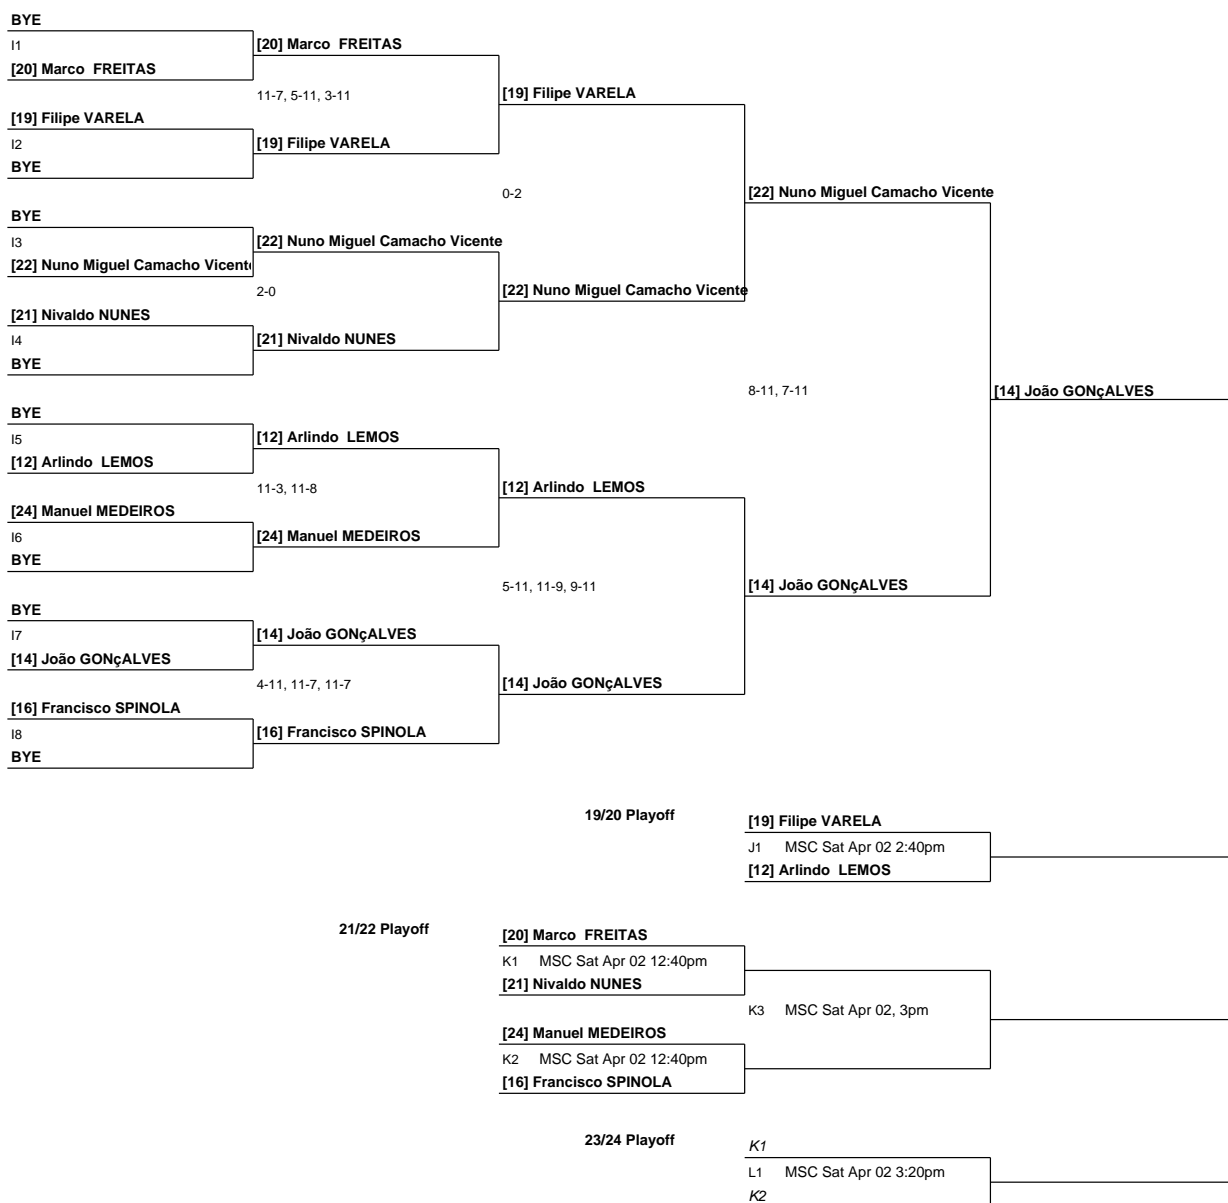 BYE
I1
[20] Marco FREITAS
[20] Marco FREITAS
11-7, 5-11, 3-11
[19] Filipe VARELA
[19] Filipe VARELA
I2
[19] Filipe VARELA
BYE
0-2
[22] Nuno Miguel Camacho Vicente
BYE
I3
[22] Nuno Miguel Camacho Vicente
[22] Nuno Miguel Camacho Vicente
2-0
[22] Nuno Miguel Camacho Vicente
[21] Nivaldo NUNES
I4
[21] Nivaldo NUNES
BYE
8-11, 7-11
[14] João GONçALVES
BYE
I5
[12] Arlindo LEMOS
[12] Arlindo LEMOS
11-3, 11-8
[12] Arlindo LEMOS
[24] Manuel MEDEIROS
I6
[24] Manuel MEDEIROS
BYE
5-11, 11-9, 9-11
[14] João GONçALVES
BYE
I7
[14] João GONçALVES
[14] João GONçALVES
4-11, 11-7, 11-7
[14] João GONçALVES
[16] Francisco SPINOLA
I8
[16] Francisco SPINOLA
BYE
19/20 Playoff
[19] Filipe VARELA
J1 MSC Sat Apr 02 2:40pm
[12] Arlindo LEMOS
21/22 Playoff
[20] Marco FREITAS
K1 MSC Sat Apr 02 12:40pm
[21] Nivaldo NUNES
K3 MSC Sat Apr 02, 3pm
[24] Manuel MEDEIROS
K2 MSC Sat Apr 02 12:40pm
[16] Francisco SPINOLA
23/24 Playoff
K1
L1 MSC Sat Apr 02 3:20pm
K2